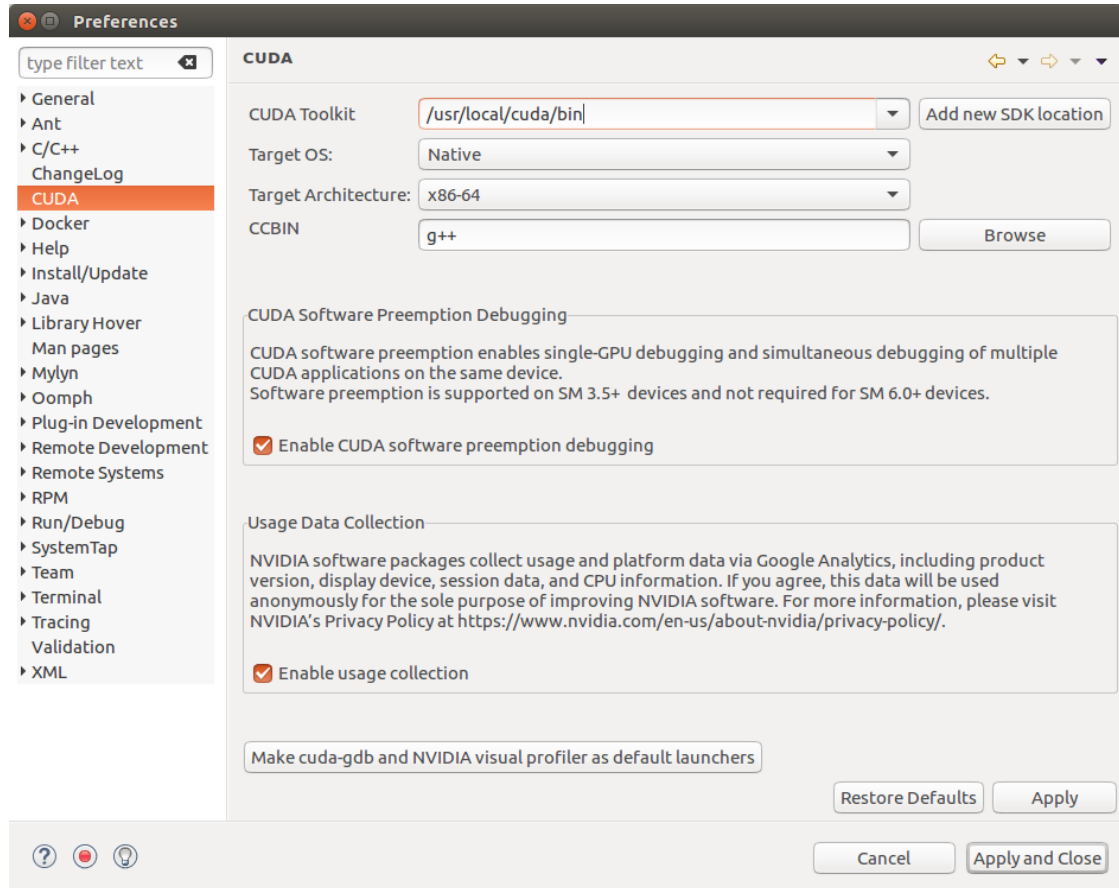 Preferences
type filter text
General
Ant
C/C++
ChangeLog
CUDA
Docker
Help
Install/Update
Java
Library Hover
Man pages
Mylyn
Oomph
Plug-in Development
Remote Development
Remote Systems
RPM
Run/Debug
SystemTap
Team
Terminal
Tracing
Validation
XML
CUDA
CUDA Toolkit /usr/local/cuda/bin Add new SDK location
Target OS: Native
Target Architecture: x86-64
CCBIN g++ Browse
CUDA Software Preemption Debugging
CUDA software preemption enables single-GPU debugging and simultaneous debugging of multiple
CUDA applications on the same device.
Software preemption is supported on SM 3.5+ devices and not required for SM 6.0+ devices.
Enable CUDA software preemption debugging
Usage Data Collection
NVIDIA software packages collect usage and platform data via Google Analytics, including product
version, display device, session data, and CPU information. If you agree, this data will be used
anonymously for the sole purpose of improving NVIDIA software. For more information, please visit
NVIDIA's Privacy Policy at https://www.nvidia.com/en-us/about-nvidia/privacy-policy/.
Enable usage collection
Make cuda-gdb and NVIDIA visual profiler as default launchers
Restore Defaults Apply
Cancel Apply and Close